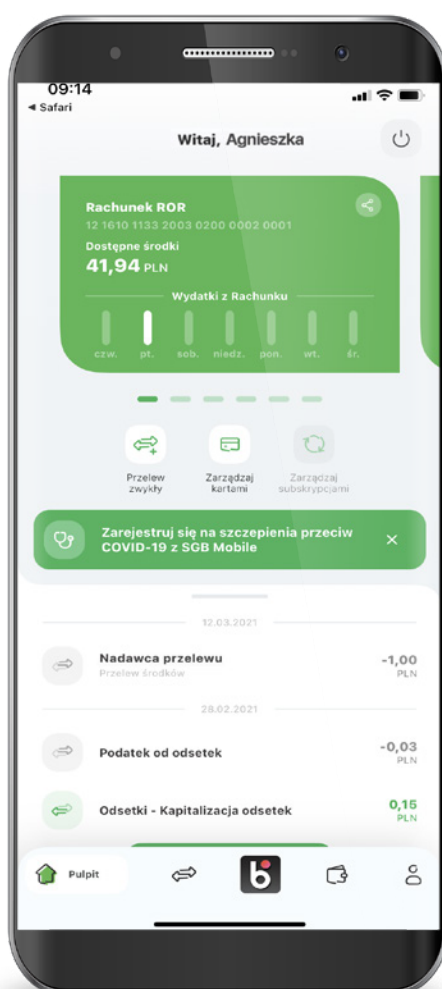 09:14
◀ Safari
Witaj, Agnieszka
Rachunek ROR
12 1610 1133 2003 0200 0002 0001
Dostępne środki
41,94 PLN
Wydatki z Rachunku
czw. pt. sob. niedz. pon. wt. śr.
Przelew
zwykły
Zarządzaj
kartami
Zarządzaj
subskrypcjami
Zarejestruj się na szczepienia przeciw
COVID-19 z SGB Mobile
12.03.2021
Nadawca przelewu
Przelew środków
-1,00
PLN
28.02.2021
Podatek od odsetek
-0,03
PLN
Odsetki - Kapitalizacja odsetek
0,15
PLN
Pulpit